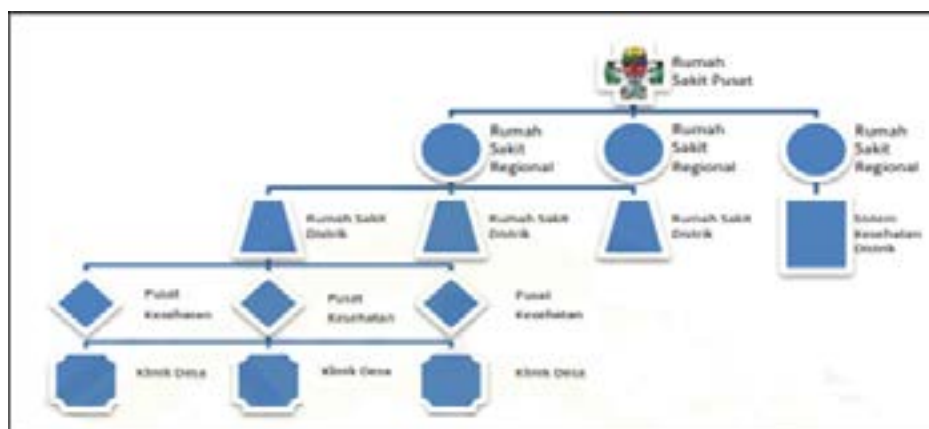 Rumah
Sakit Pusat
Rumah
Sakit
Regional
Rumah
Sakit
Regional
Rumah
Sakit
Regional
Rumah Sakit
Distrik
Rumah Sakit
Distrik
Rumah Sakit
Distrik
Sistem
Kesehatan
Distrik
Pusat
Kesehatan
Pusat
Kesehatan
Pusat
Kesehatan
Klinik Desa
Klinik Desa
Klinik Desa